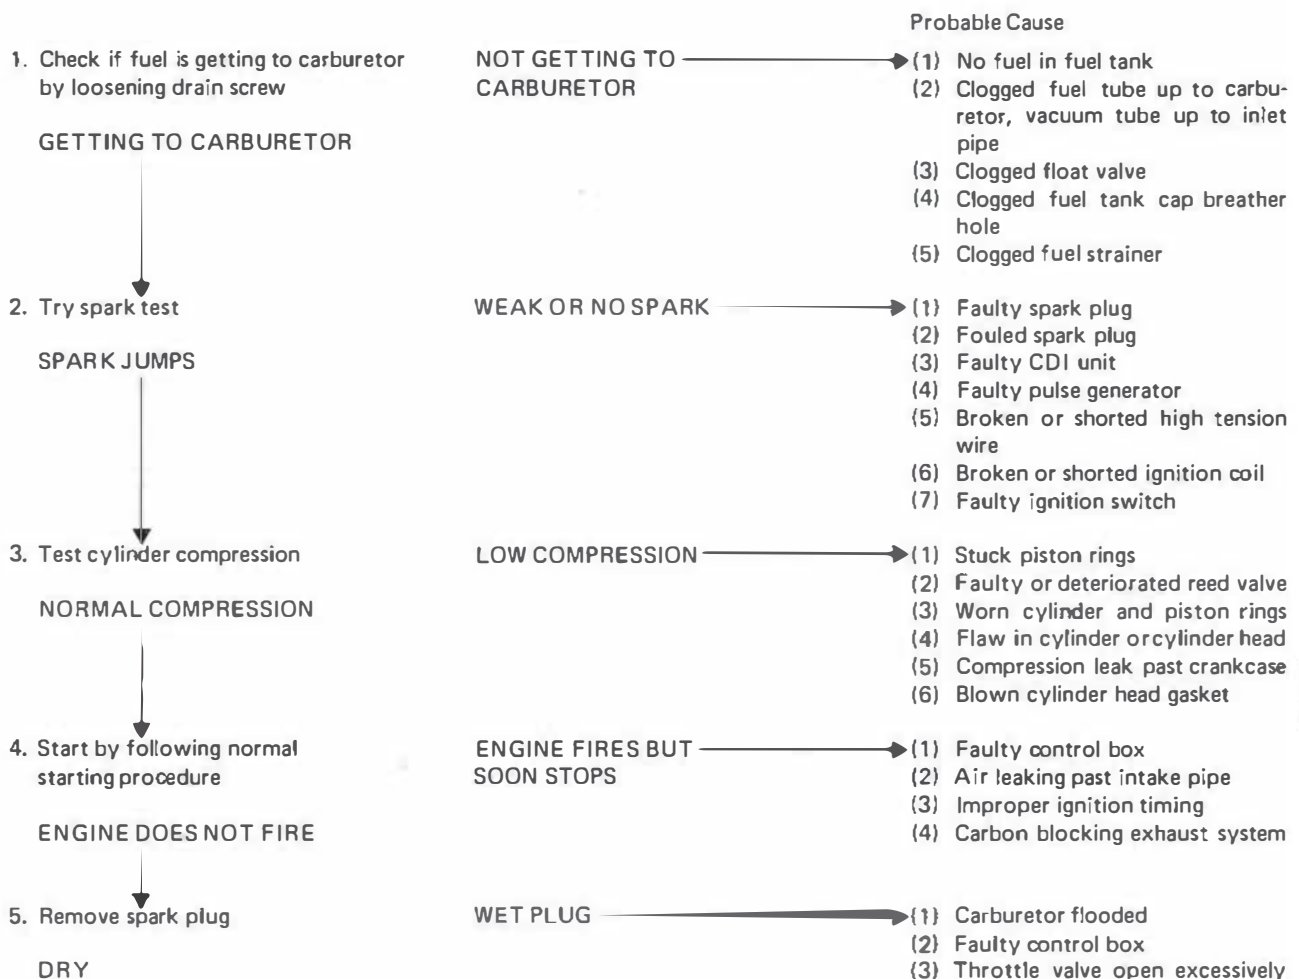 Probable Cause
1. Check if fuel is getting to carburetor
by loosening drain screw
GETTING TO CARBURETOR
NOT GETTING TO
CARBURETOR
(1) No fuel in fuel tank
(2) Clogged fuel tube up to carbu-
retor, vacuum tube up to inlet
pipe
(3) Clogged float valve
(4) Clogged fuel tank cap breather
hole
(5) Clogged fuel strainer
2. Try spark test
SPARK JUMPS
WEAK OR NO SPARK
(1) Faulty spark plug
(2) Fouled spark plug
(3) Faulty CDI unit
(4) Faulty pulse generator
(5) Broken or shorted high tension
wire
(6) Broken or shorted ignition coil
(7) Faulty ignition switch
3. Test cylinder compression
NORMAL COMPRESSION
LOW COMPRESSION
(1) Stuck piston rings
(2) Faulty or deteriorated reed valve
(3) Worn cylinder and piston rings
(4) Flaw in cylinder or cylinder head
(5) Compression leak past crankcase
(6) Blown cylinder head gasket
4. Start by following normal
starting procedure
ENGINE DOES NOT FIRE
ENGINE FIRES BUT
SOON STOPS
(1) Faulty control box
(2) Air leaking past intake pipe
(3) Improper ignition timing
(4) Carbon blocking exhaust system
5. Remove spark plug
DRY
WET PLUG
(1) Carburetor flooded
(2) Faulty control box
(3) Throttle valve open excessively